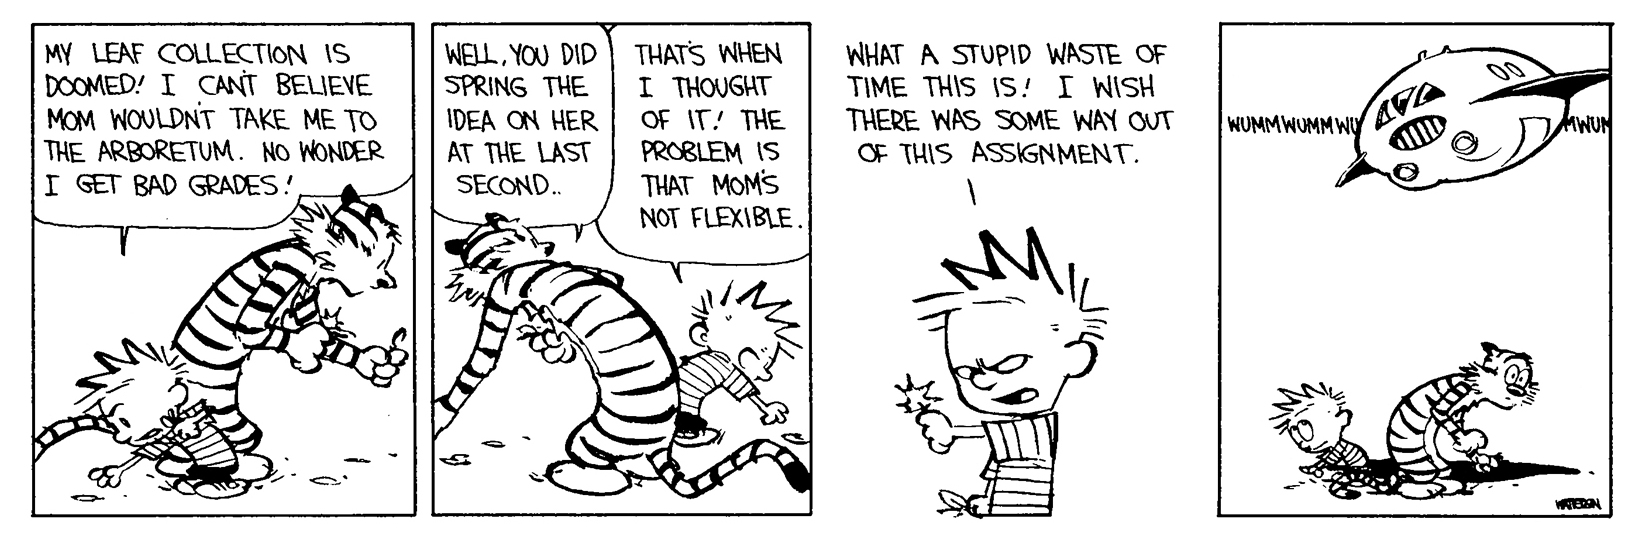 MY LEAF COLLECTION IS
DOOMED! I CAN'T BELIEVE
MOM WOULDN'T TAKE ME TO
THE ARBORETUM. NO WONDER
I GET BAD GRADES!
WELL, YOU DID
SPRING THE
IDEA ON HER
AT THE LAST
SECOND..
THAT'S WHEN
I THOUGHT
OF IT! THE
PROBLEM IS
THAT MOM'S
NOT FLEXIBLE.
WHAT A STUPID WASTE OF
TIME THIS IS! I WISH
THERE WAS SOME WAY OUT
OF THIS ASSIGNMENT.
WUMMWUMMWU MWUM
WATTERSON